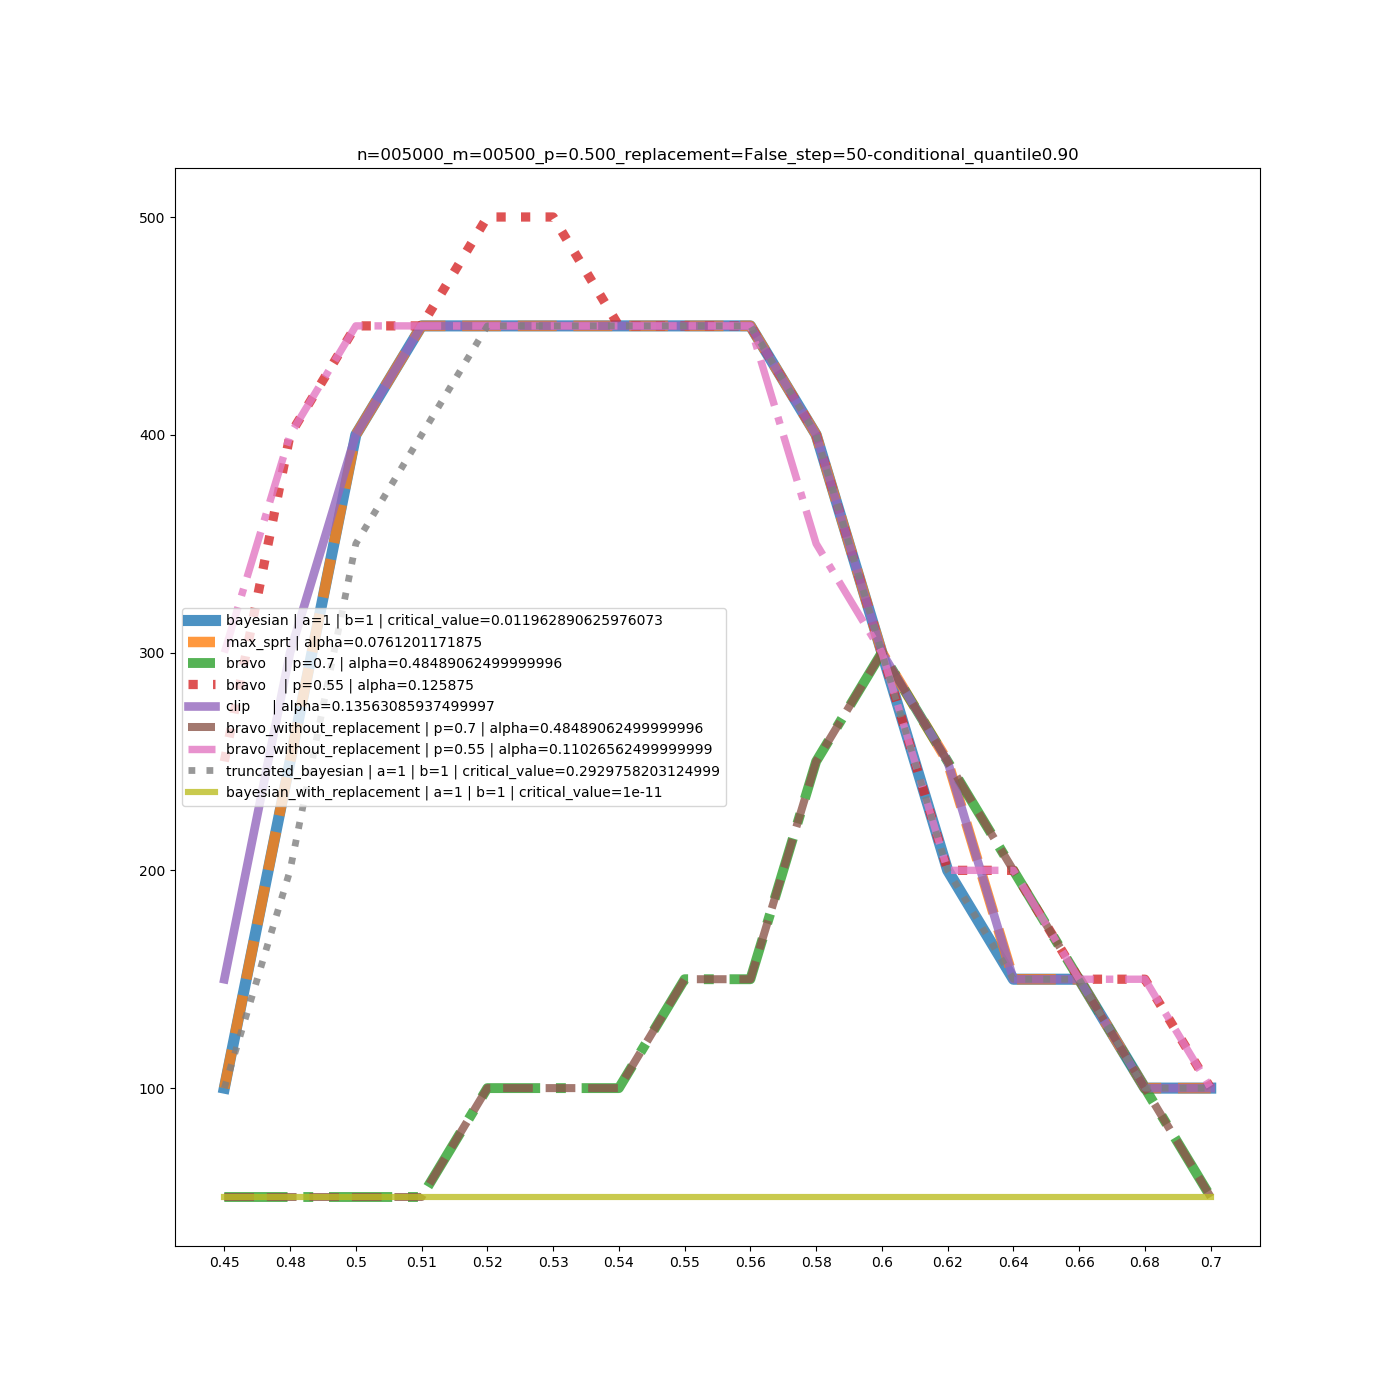 n=005000_m=00500_p=0.500_replacement=False_step=50-conditional_quantile0.90
500
400
300
200
100
bayesian | a=1 | b=1 | critical_value=0.011962890625976073
max_sprt | alpha=0.0761201171875
bravo    | p=0.7 | alpha=0.48489062499999996
bravo    | p=0.55 | alpha=0.125875
clip     | alpha=0.13563085937499997
bravo_without_replacement | p=0.7 | alpha=0.48489062499999996
bravo_without_replacement | p=0.55 | alpha=0.11026562499999999
truncated_bayesian | a=1 | b=1 | critical_value=0.2929758203124999
bayesian_with_replacement | a=1 | b=1 | critical_value=1e-11
0.45 0.48 0.5 0.51 0.52 0.53 0.54 0.55 0.56 0.58 0.6 0.62 0.64 0.66 0.68 0.7